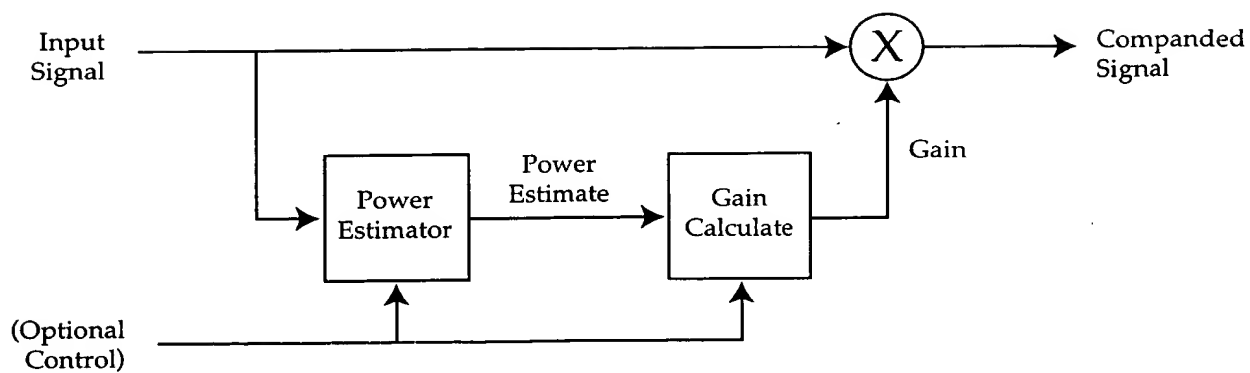 Input
Signal
X
Companded
Signal
Gain
Power
Estimate
Power
Estimator
Gain
Calculate
(Optional
Control)